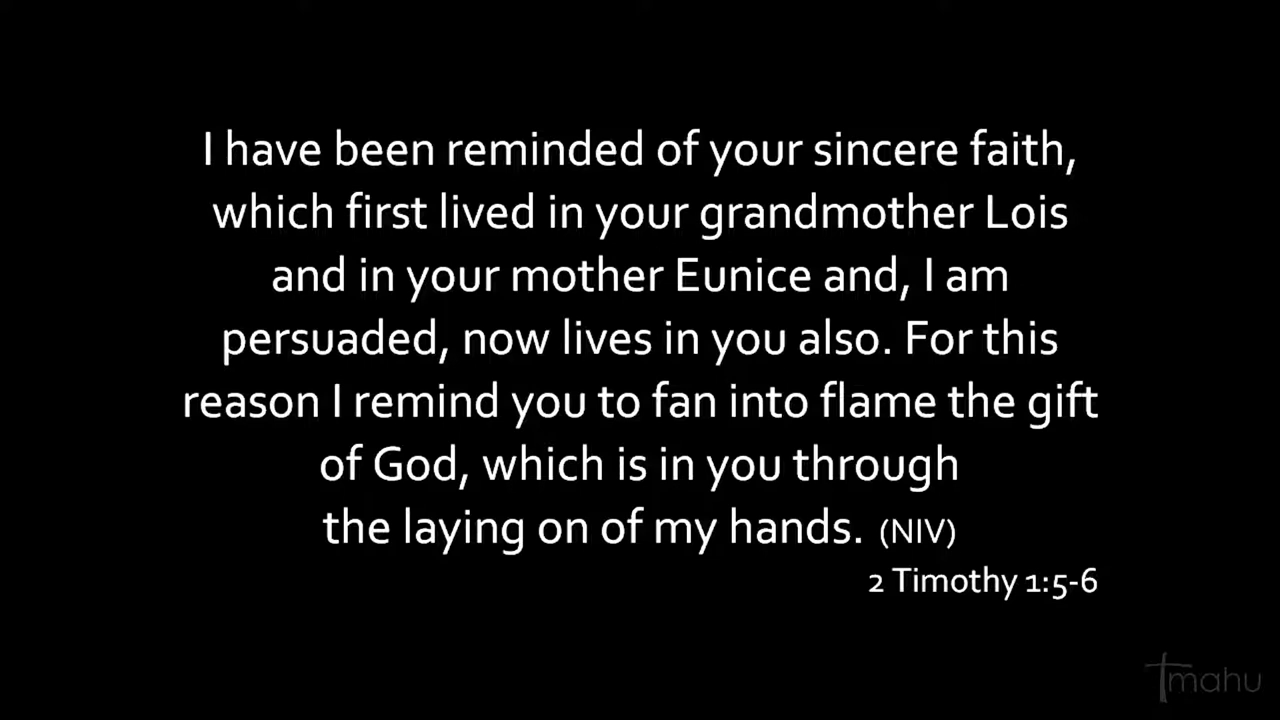 I have been reminded of your sincere faith,
which first lived in your grandmother Lois
and in your mother Eunice and, I am
persuaded, now lives in you also. For this
reason I remind you to fan into flame the gift
of God, which is in you through
the laying on of my hands. (NIV)
2 Timothy 1:5-6
tmahu